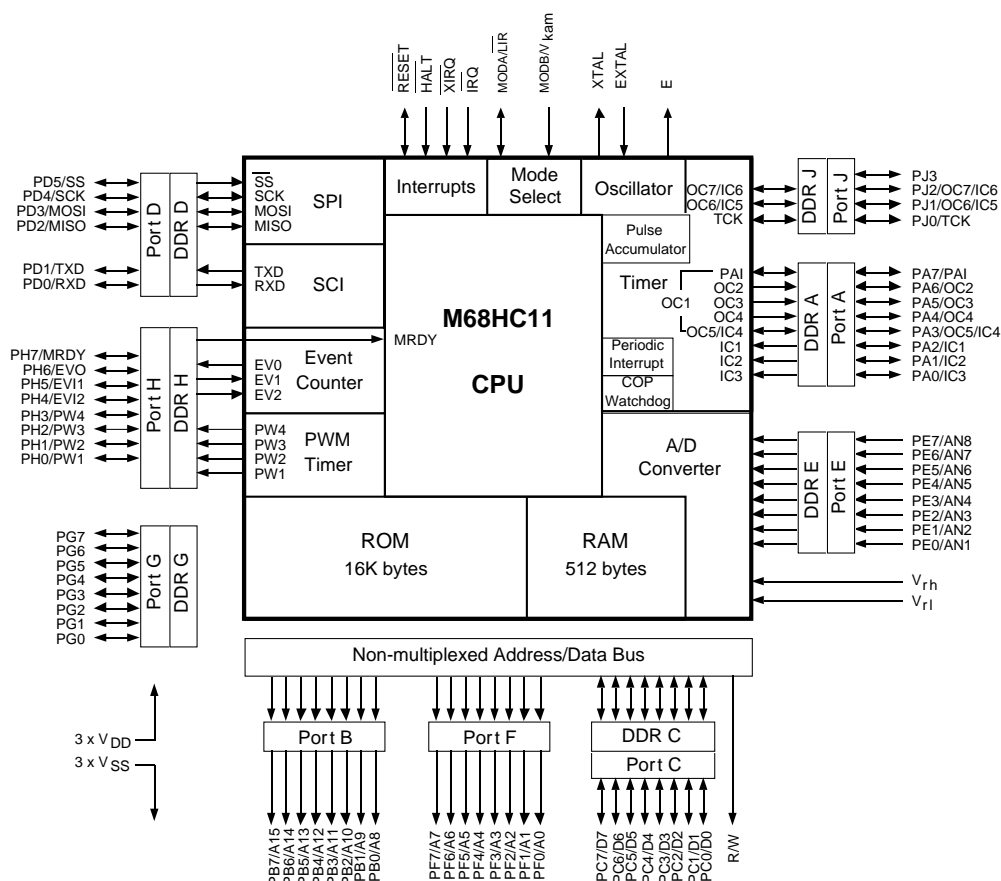 RESET
HALT
XIRQ
IRQ
MODA/LIR
MODB/Vkam
XTAL
EXTAL
E
PD5/SS
PD4/SCK
PD3/MOSI
PD2/MISO
PD1/TXD
PD0/RXD
Port D
DDR D
SS
SCK
MOSI
MISO
SPI
TXD
RXD
SCI
Interrupts
Mode
Select
Oscillator
OC7/IC6
OC6/IC5
TCK
DDR J
Port J
PJ3
PJ2/OC7/IC6
PJ1/OC6/IC5
PJ0/TCK
Pulse
Accumulator
Timer
OC1
PAI
OC2
OC3
OC4
OC5/IC4
IC1
IC2
IC3
DDR A
Port A
PA7/PAI
PA6/OC2
PA5/OC3
PA4/OC4
PA3/OC5/IC4
PA2/IC1
PA1/IC2
PA0/IC3
M68HC11
CPU
MRDY
Periodic
Interrupt
COP
Watchdog
PH7/MRDY
PH6/EVO
PH5/EVI1
PH4/EVI2
PH3/PW4
PH2/PW3
PH1/PW2
PH0/PW1
Port H
DDR H
EV0
EV1
EV2
Event
Counter
PW4
PW3
PW2
PW1
PWM
Timer
A/D
Converter
DDR E
Port E
PE7/AN8
PE6/AN7
PE5/AN6
PE4/AN5
PE3/AN4
PE2/AN3
PE1/AN2
PE0/AN1
Vrh
Vrl
PG7
PG6
PG5
PG4
PG3
PG2
PG1
PG0
Port G
DDR G
ROM
16K bytes
RAM
512 bytes
Non-multiplexed Address/Data Bus
3 x VDD
3 x VSS
Port B
Port F
DDR C
Port C
PB7/A15
PB6/A14
PB5/A13
PB4/A12
PB3/A11
PB2/A10
PB1/A9
PB0/A8
PF7/A7
PF6/A6
PF5/A5
PF4/A4
PF3/A3
PF2/A2
PF1/A1
PF0/A0
PC7/D7
PC6/D6
PC5/D5
PC4/D4
PC3/D3
PC2/D2
PC1/D1
PC0/D0
R/W